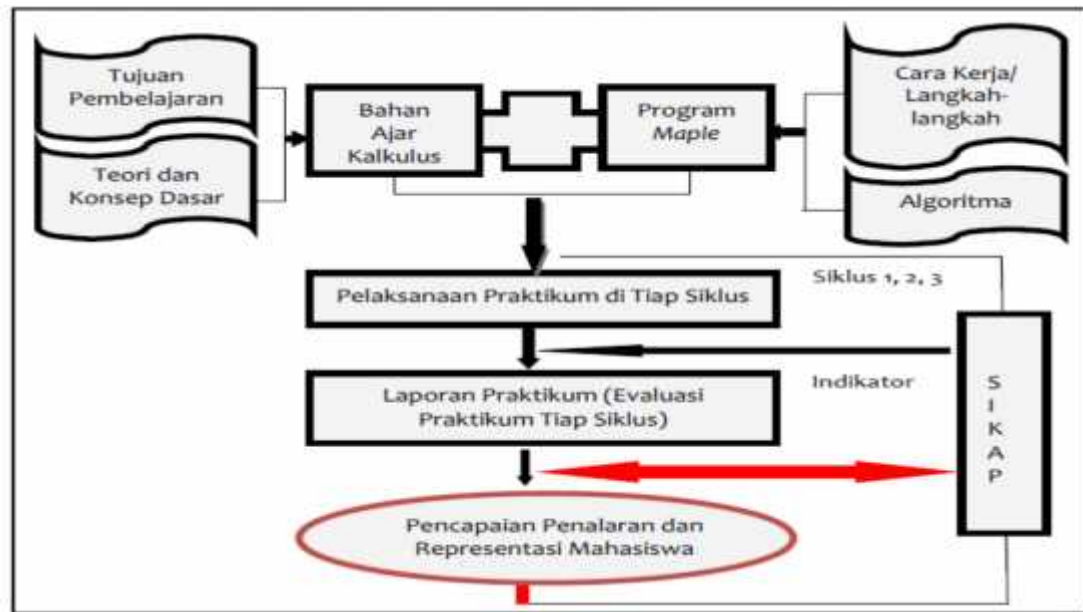 Tujuan
Pembelajaran
Teori dan
Konsep Dasar
Bahan
Ajar
Kalkulus
Program
Maple
Cara Kerja/
Langkah-
langkah
Algoritma
Pelaksanaan Praktikum di Tiap Siklus
Siklus 1, 2, 3
Laporan Praktikum (Evaluasi
Praktikum Tiap Siklus)
Indikator
S
I
K
A
P
Pencapaian Penalaran dan
Representasi Mahasiswa